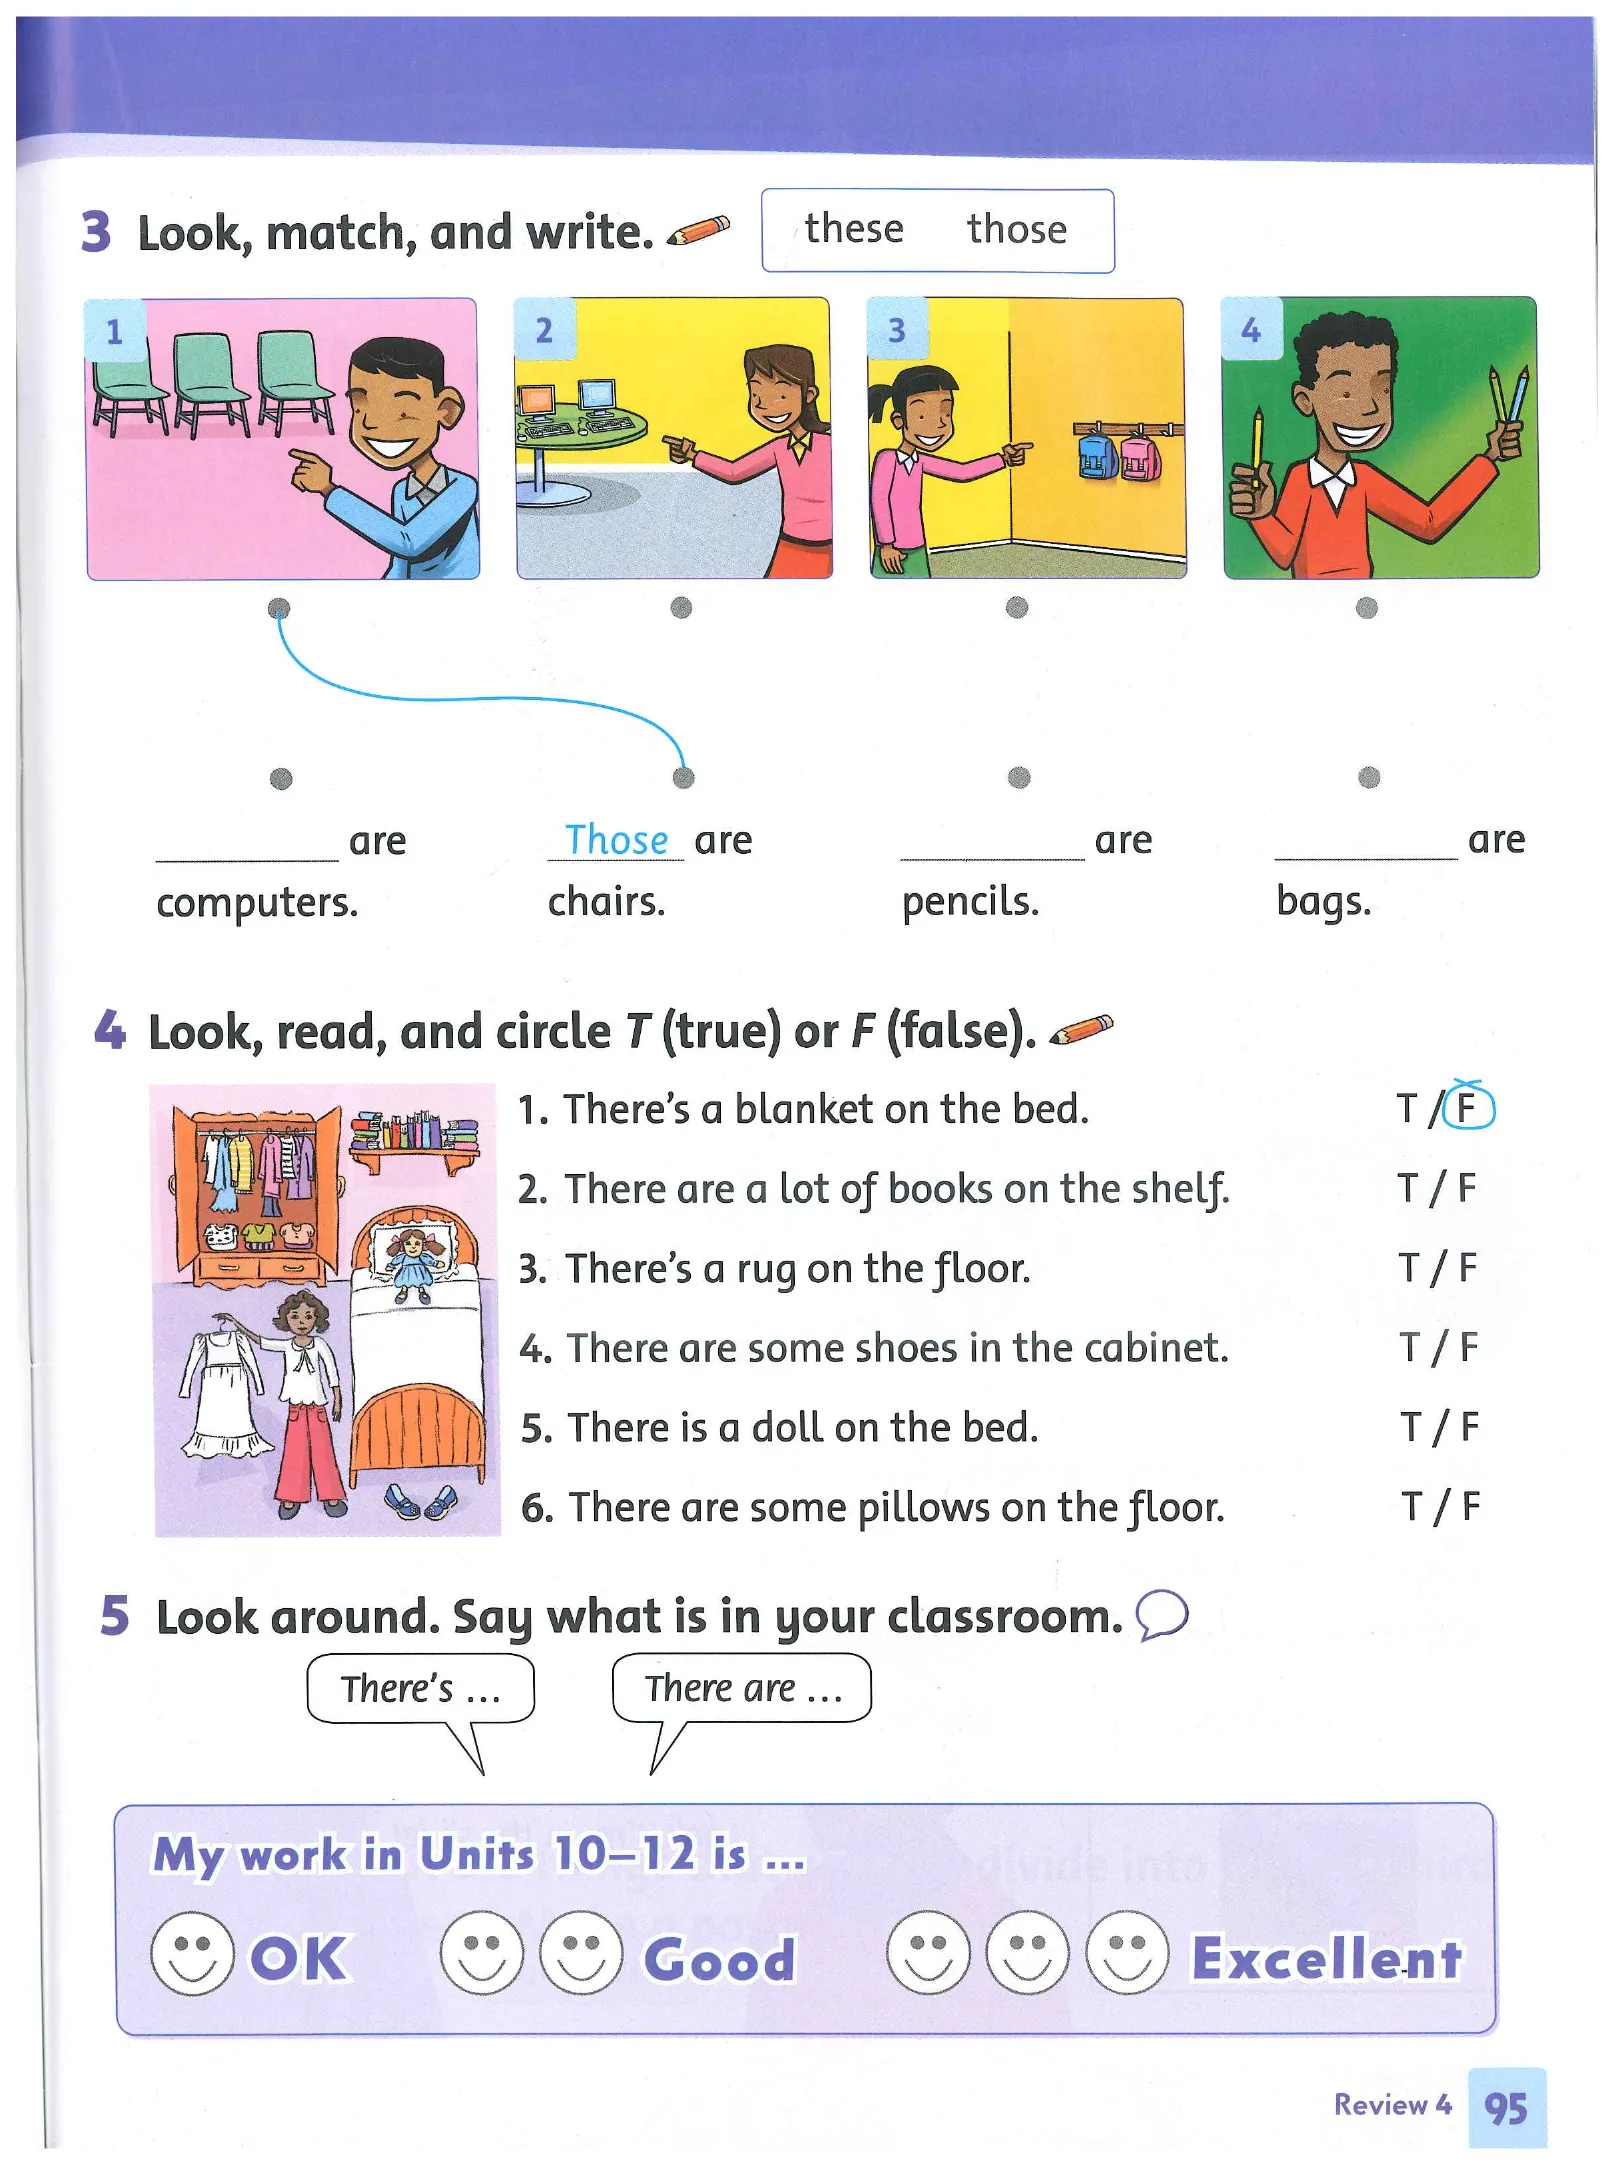 3 Look, match, and write. these those
1 2 3 4
________ are Those are ________ are ________ are
computers. chairs. pencils. bags.
4 Look, read, and circle T (true) or F (false).
1. There's a blanket on the bed. T / F
2. There are a lot of books on the shelf. T / F
3. There's a rug on the floor. T / F
4. There are some shoes in the cabinet. T / F
5. There is a doll on the bed. T / F
6. There are some pillows on the floor. T / F
5 Look around. Say what is in your classroom.
There's ... There are ...
My work in Units 10–12 is ...
OK Good Excellent
Review 4 95